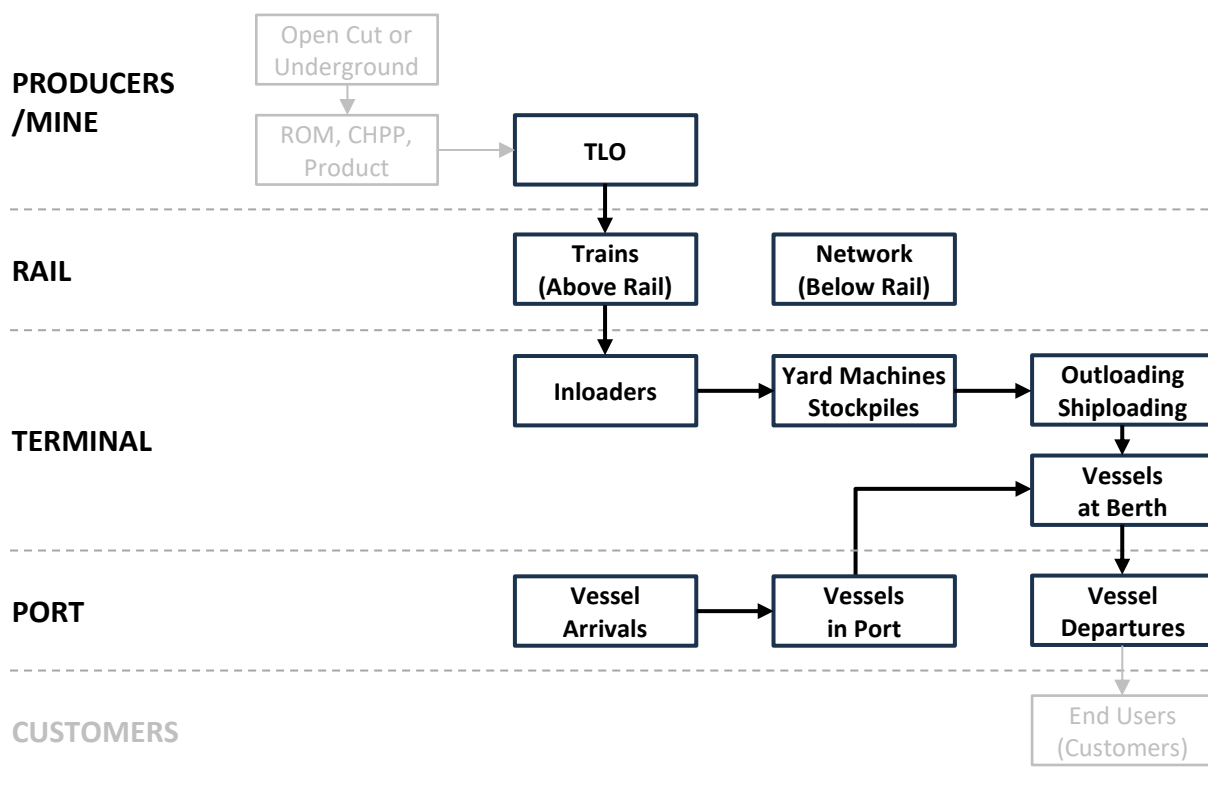 Open Cut or
Underground
PRODUCERS
/MINE
ROM, CHPP,
Product
TLO
RAIL
Trains
(Above Rail)
Network
(Below Rail)
Inloaders
Yard Machines
Stockpiles
Outloading
Shiploading
TERMINAL
Vessels
at Berth
PORT
Vessel
Arrivals
Vessels
in Port
Vessel
Departures
CUSTOMERS
End Users
(Customers)